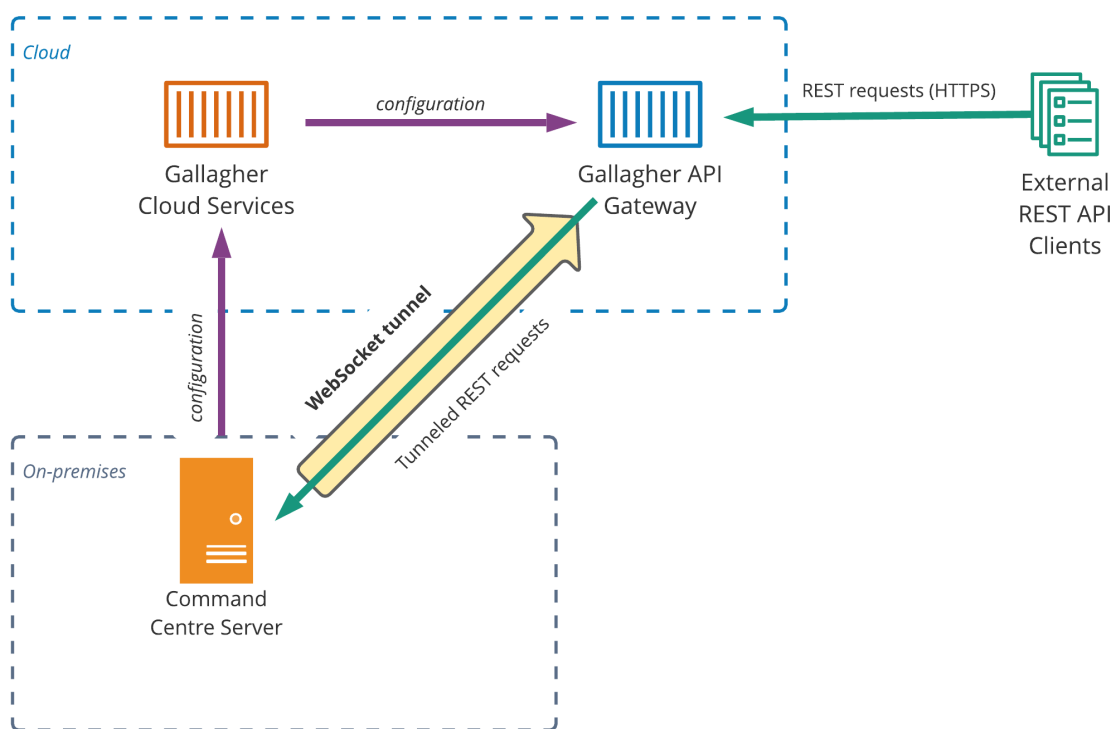 Cloud
configuration
REST requests (HTTPS)
Gallagher
Cloud Services
Gallagher API
Gateway
External
REST API
Clients
configuration
WebSocket tunnel
Tunneled REST requests
On-premises
Command
Centre Server